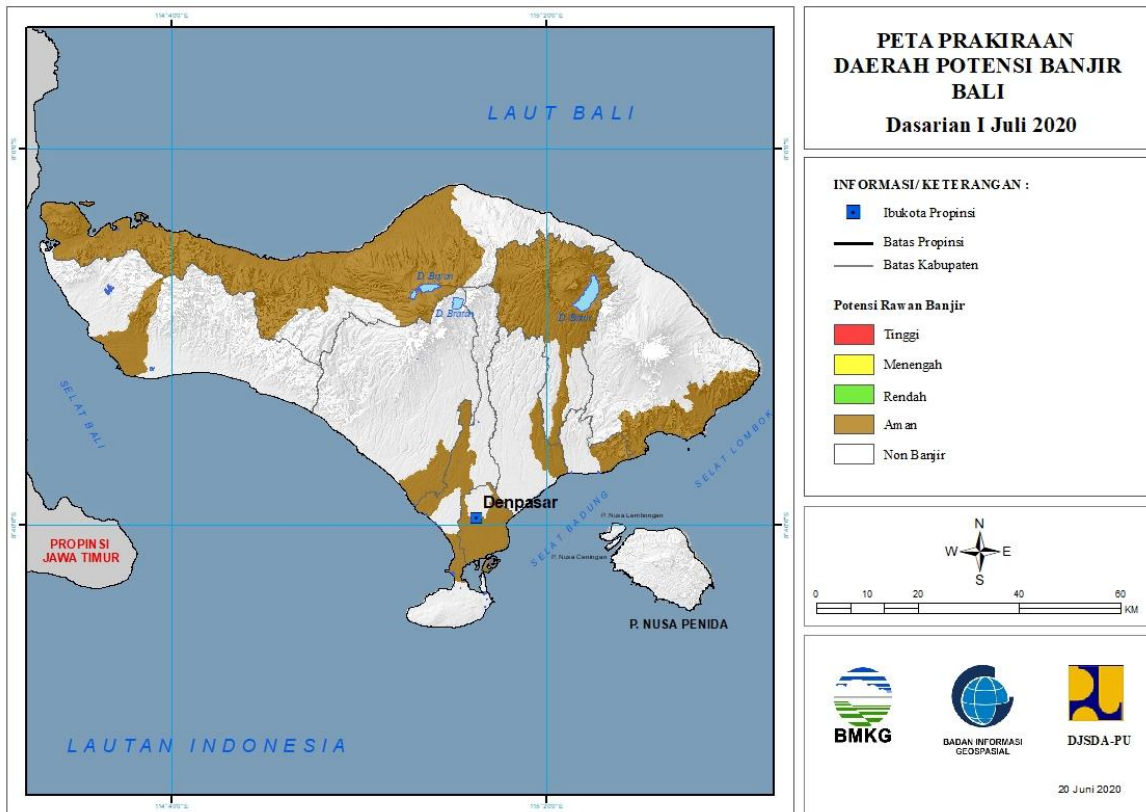 PETA PRAKIRAAN
DAERAH POTENSI BANJIR
BALI
Dasarian I Juli 2020
INFORMASI/ KETERANGAN :
Ibukota Propinsi
Batas Propinsi
Batas Kabupaten
Potensi Rawan Banjir
Tinggi
Menengah
Rendah
Aman
Non Banjir
N
W E
S
0 10 20 40 60
KM
BMKG
BADAN INFORMASI
GEOSPASIAL
DJSDA-PU
20 Juni 2020
LAUT BALI
D. Buyan
D. Bratan
D. Batur
SELAT BALI
SELAT LOMBOK
Denpasar
SELAT BADUNG
P. Nusa Lembongan
P. Nusa Ceningan
PROPINSI
JAWA TIMUR
P. NUSA PENIDA
LAUTAN INDONESIA